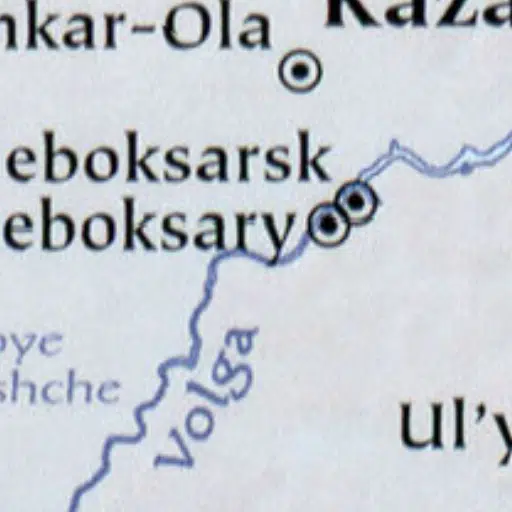 nkar-Ola
Kaza
eboksarsk
eboksary
oye
shche
Volga
Ul'y